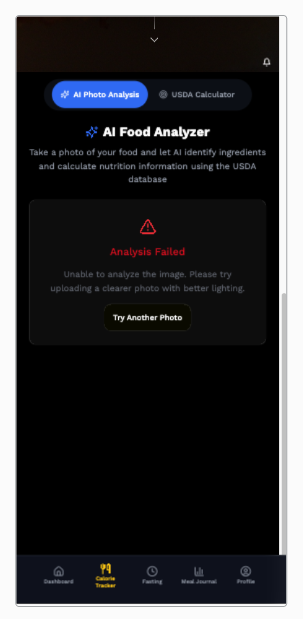 AI Photo Analysis
USDA Calculator
AI Food Analyzer
Take a photo of your food and let AI identify ingredients
and calculate nutrition information using the USDA
database
Analysis Failed
Unable to analyze the image. Please try
uploading a clearer photo with better lighting.
Try Another Photo
Dashboard
Calorie
Tracker
Fasting
Meal Journal
Profile